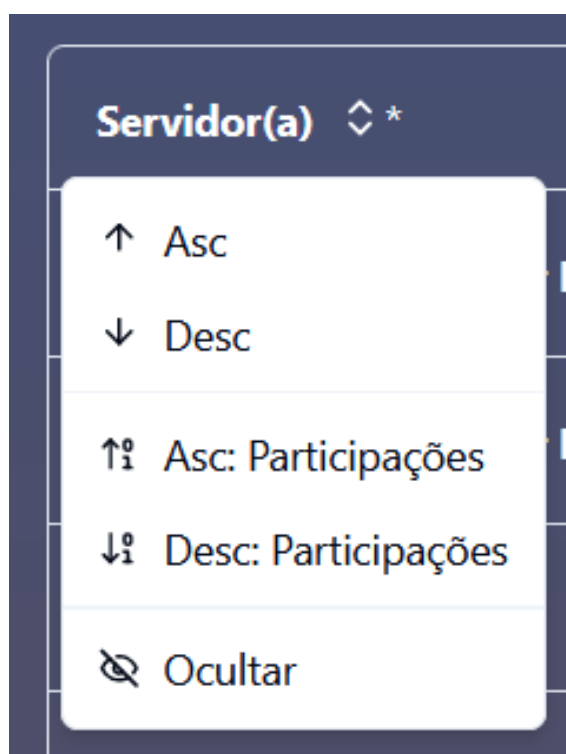 Servidor(a) *
Asc
Desc
Asc: Participações
Desc: Participações
Ocultar